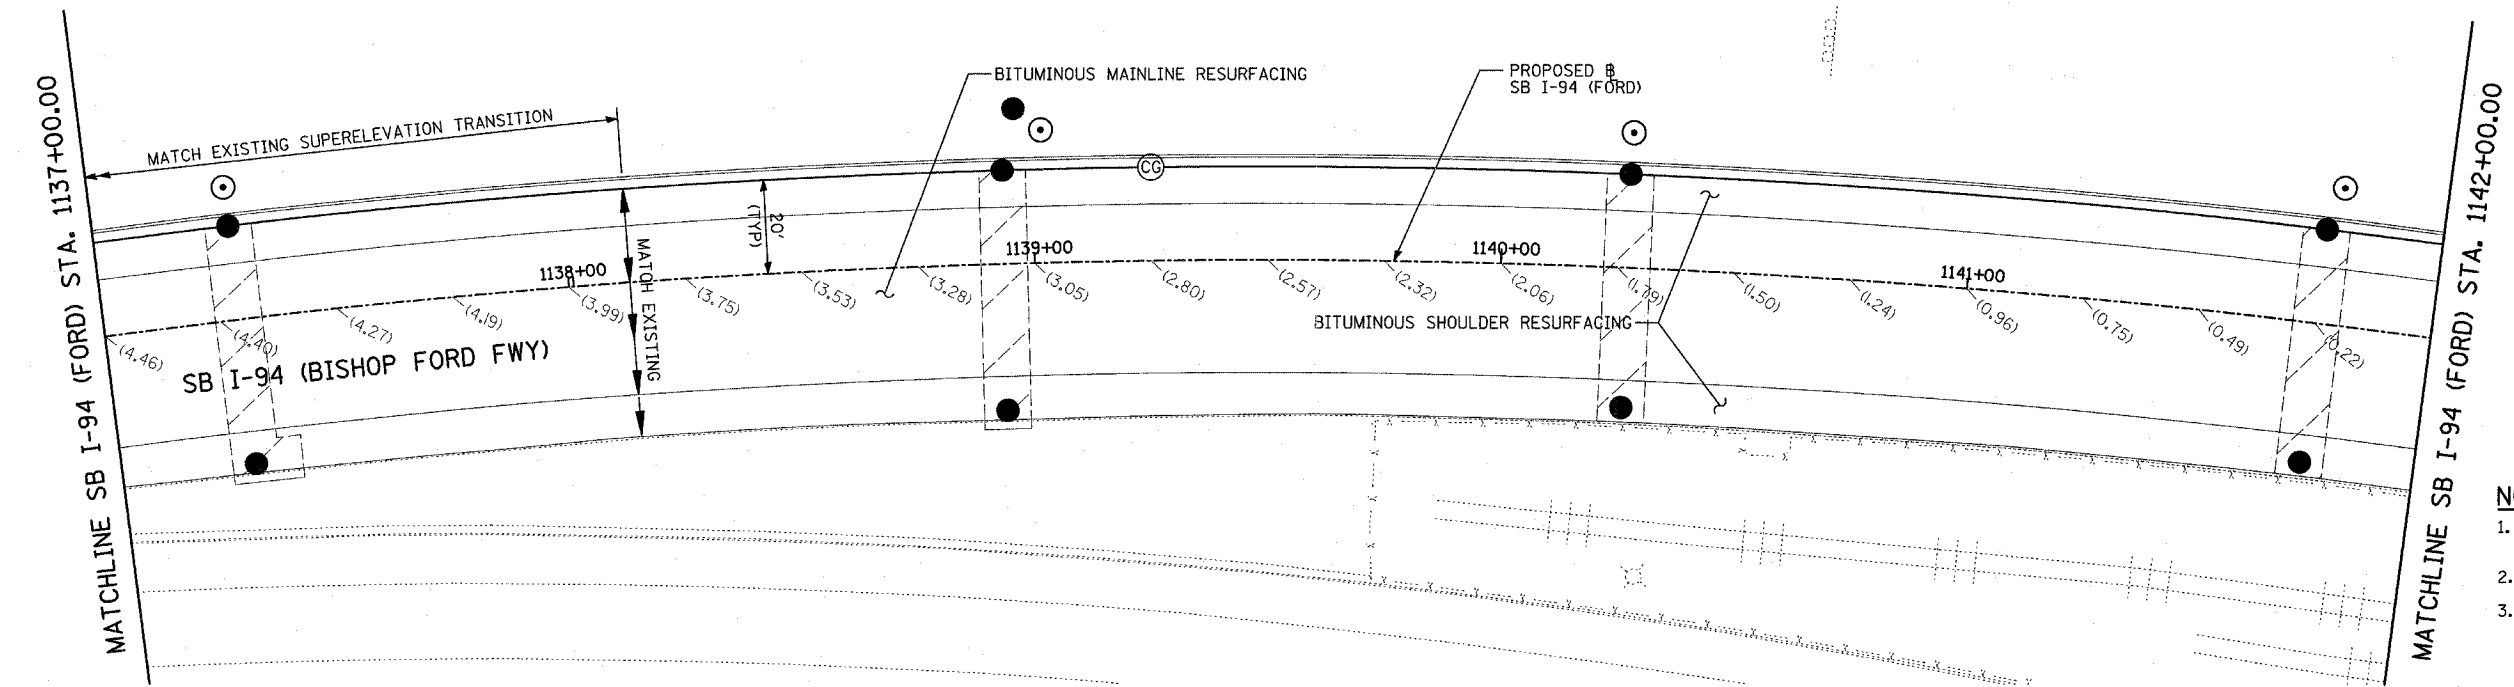 MATCHLINE SB I-94 (FORD) STA. 1137+00.00
MATCH EXISTING SUPERELEVATION TRANSITION
BITUMINOUS MAINLINE RESURFACING
PROPOSED ℄
SB I-94 (FORD)
CG
20'
(TYP)
MATCH EXISTING
1138+00
1139+00
1140+00
1141+00
(4.46)
(4.40)
(4.27)
(4.19)
(3.99)
(3.75)
(3.53)
(3.28)
(3.05)
(2.80)
(2.57)
(2.32)
(2.06)
(1.79)
(1.50)
(1.24)
(0.96)
(0.75)
(0.49)
(0.22)
SB I-94 (BISHOP FORD FWY)
BITUMINOUS SHOULDER RESURFACING
MATCHLINE SB I-94 (FORD) STA. 1142+00.00
1.
2.
3.